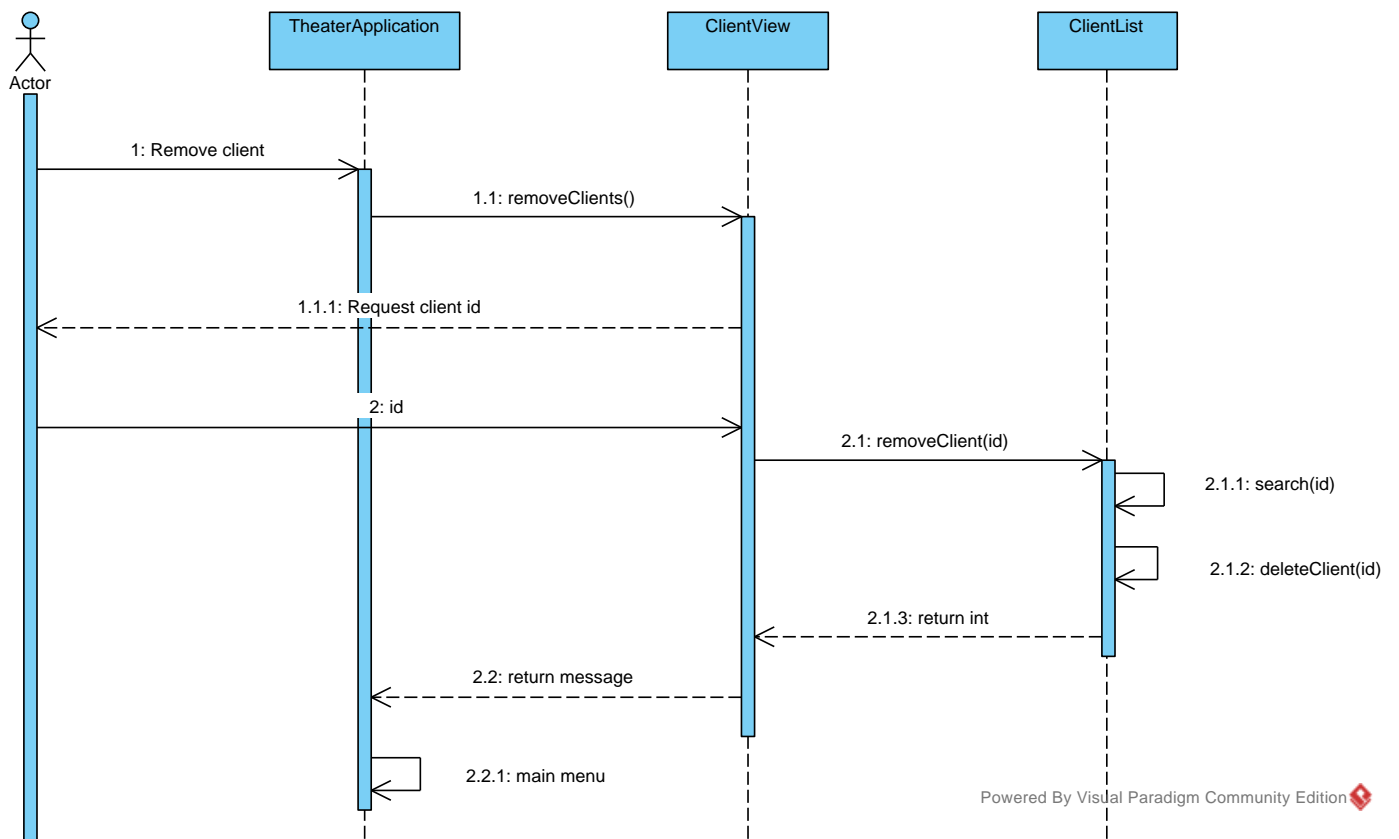 TheaterApplication
ClientView
ClientList
Actor
1: Remove client
1.1: removeClients()
1.1.1: Request client id
2: id
2.1: removeClient(id)
2.1.1: search(id)
2.1.2: deleteClient(id)
2.1.3: return int
2.2: return message
2.2.1: main menu
Powered By Visual Paradigm Community Edition